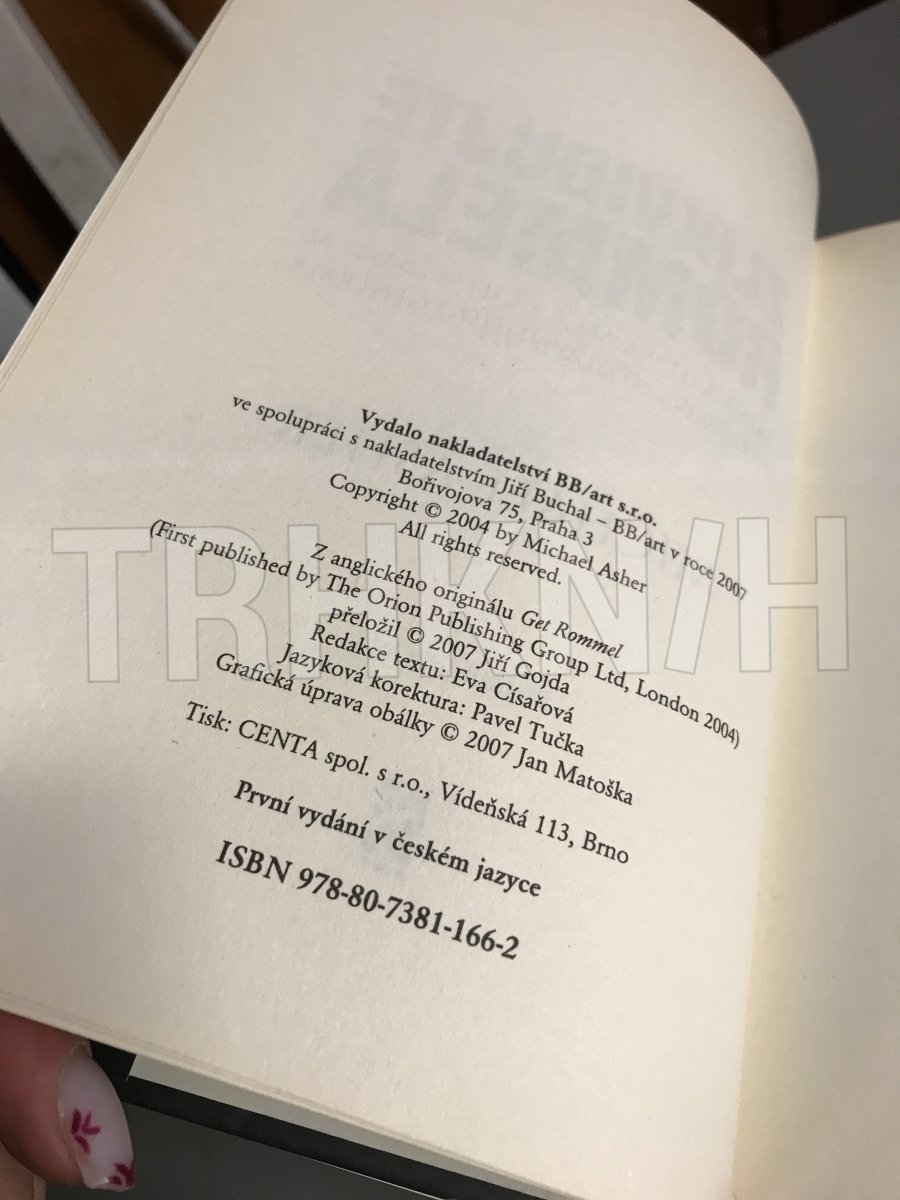 Vydalo nakladatelství BB/art s.r.o.
ve spolupráci s nakladatelstvím Jiří Buchal – BB/art v roce 2007
Bořivojova 75, Praha 3
Copyright © 2004 by Michael Asher
All rights reserved.
Z anglického originálu Get Rommel
(First published by The Orion Publishing Group Ltd, London 2004)
přeložil © 2007 Jiří Gojda
Redakce textu: Eva Císařová
Jazyková korektura: Pavel Tučka
Grafická úprava obálky © 2007 Jan Matoška
Tisk: CENTA spol. s r.o., Vídeňská 113, Brno
První vydání v českém jazyce
ISBN 978-80-7381-166-2
TRHKNIH